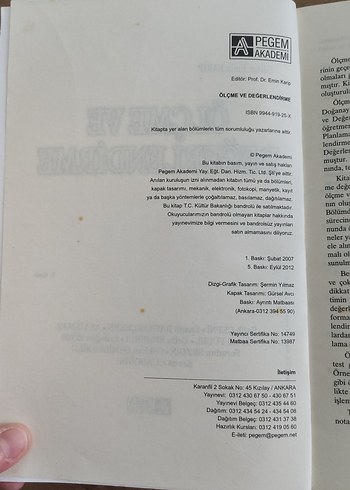 PEGEM
AKADEMİ
Editör: Prof. Dr. Emin Karip
ÖLÇME VE DEĞERLENDİRME
ISBN 9944-919-25-X
Kitapta yer alan bölümlerin tüm sorumluluğu yazarlarına aittir.
© Pegem Akademi
Bu kitabın basım, yayın ve satış hakları
Pegem Akademi Yay. Eğt. Dan. Hizm. Tic. Ltd. Şti'ye aittir.
Anılan kuruluşun izni alınmadan kitabın tümü ya da bölümleri,
kapak tasarımı, mekanik, elektronik, fotokopi, manyetik, kayıt
ya da başka yöntemlerle çoğaltılamaz, basılamaz, dağıtılamaz.
Bu kitap T.C. Kültür Bakanlığı bandrolü ile satılmaktadır.
Okuyucularımızın bandrolü olmayan kitaplar hakkında
yayınevimize bilgi vermesini ve bandrolsüz yayınları
satın almamasını diliyoruz.
1. Baskı: Şubat 2007
5. Baskı: Eylül 2012
Dizgi-Grafik Tasarım: Şermin Yılmaz
Kapak Tasarımı: Gürsel Avcı
Baskı: Ayrıntı Matbaası
(Ankara-0312 394 55 90)
Yayıncı Sertifika No: 14749
Matbaa Sertifika No: 13987
İletişim
Karanfil 2 Sokak No: 45 Kızılay / ANKARA
Yayınevi: 0312 430 67 50 - 430 67 51
Yayınevi Belgeç: 0312 435 44 60
Dağıtım: 0312 434 54 24 - 434 54 08
Dağıtım Belgeç: 0312 431 37 38
Hazırlık Kursları: 0312 419 05 60
E-ileti: pegem@pegem.net